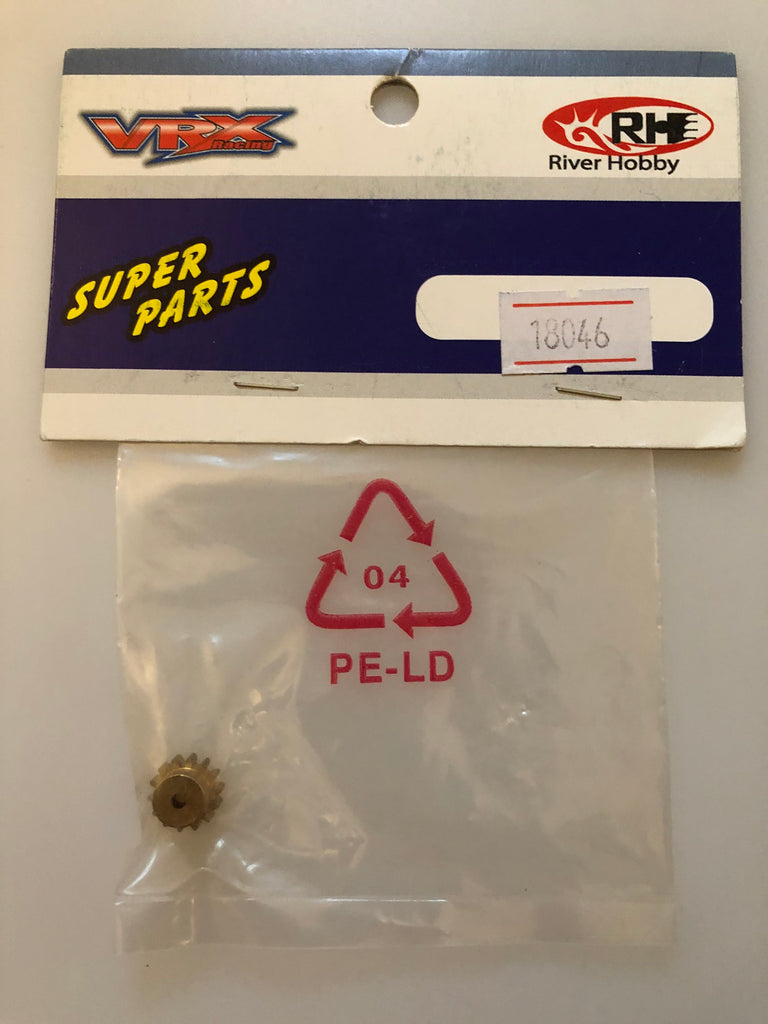 VRX
Racing
RH
River Hobby
SUPER
PARTS
18046
04
PE-LD